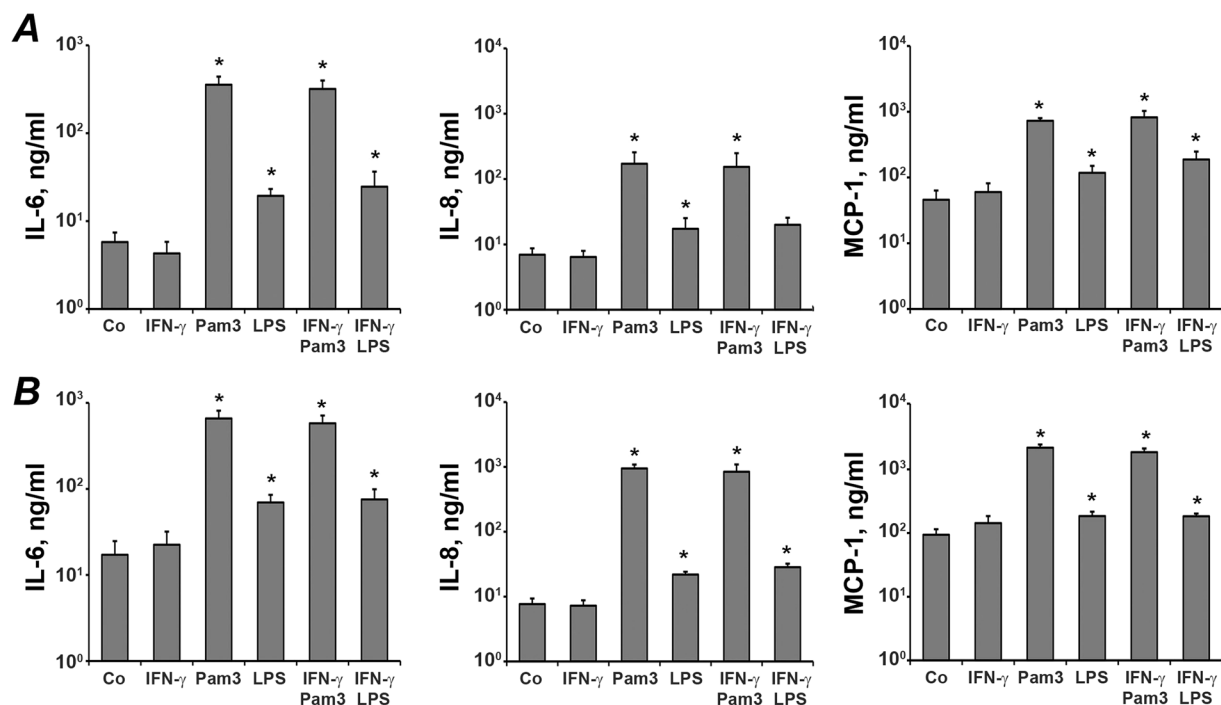 A
IL-6, ng/ml
10³
10²
10¹
10⁰
* * * *
Co IFN-γ Pam3 LPS IFN-γ IFN-γ
Pam3 LPS
IL-8, ng/ml
10⁴
10³
10²
10¹
10⁰
* * *
Co IFN-γ Pam3 LPS IFN-γ IFN-γ
Pam3 LPS
MCP-1, ng/ml
10⁴
10³
10²
10¹
10⁰
* * * *
Co IFN-γ Pam3 LPS IFN-γ IFN-γ
Pam3 LPS
B
IL-6, ng/ml
10³
10²
10¹
10⁰
* * * *
Co IFN-γ Pam3 LPS IFN-γ IFN-γ
Pam3 LPS
IL-8, ng/ml
10⁴
10³
10²
10¹
10⁰
* * * *
Co IFN-γ Pam3 LPS IFN-γ IFN-γ
Pam3 LPS
MCP-1, ng/ml
10⁴
10³
10²
10¹
10⁰
* * * *
Co IFN-γ Pam3 LPS IFN-γ IFN-γ
Pam3 LPS